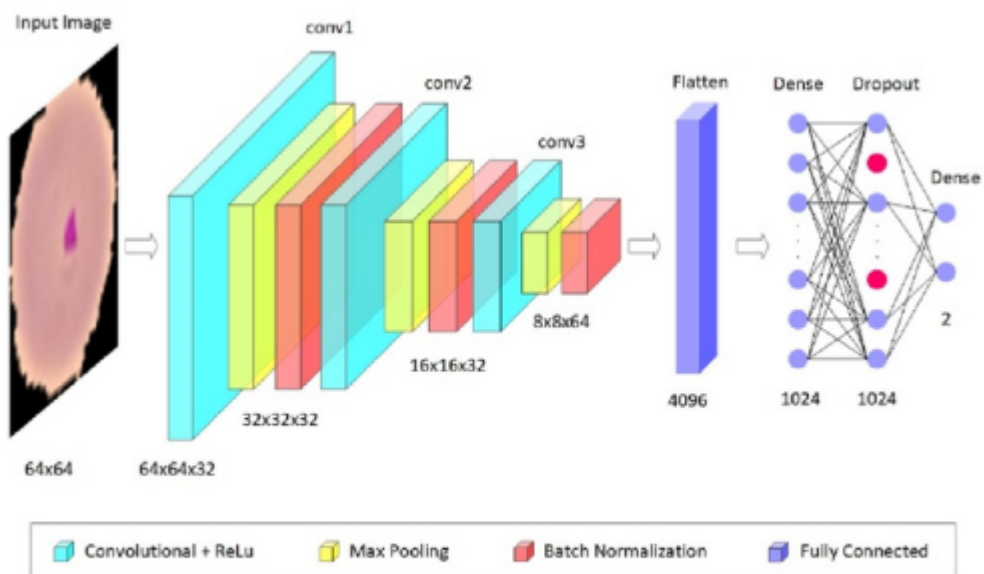 Input Image
conv1
conv2
conv3
Flatten
Dense
Dropout
Dense
64x64
64x64x32
32x32x32
16x16x32
8x8x64
4096
1024
1024
2
Convolutional + ReLu
Max Pooling
Batch Normalization
Fully Connected